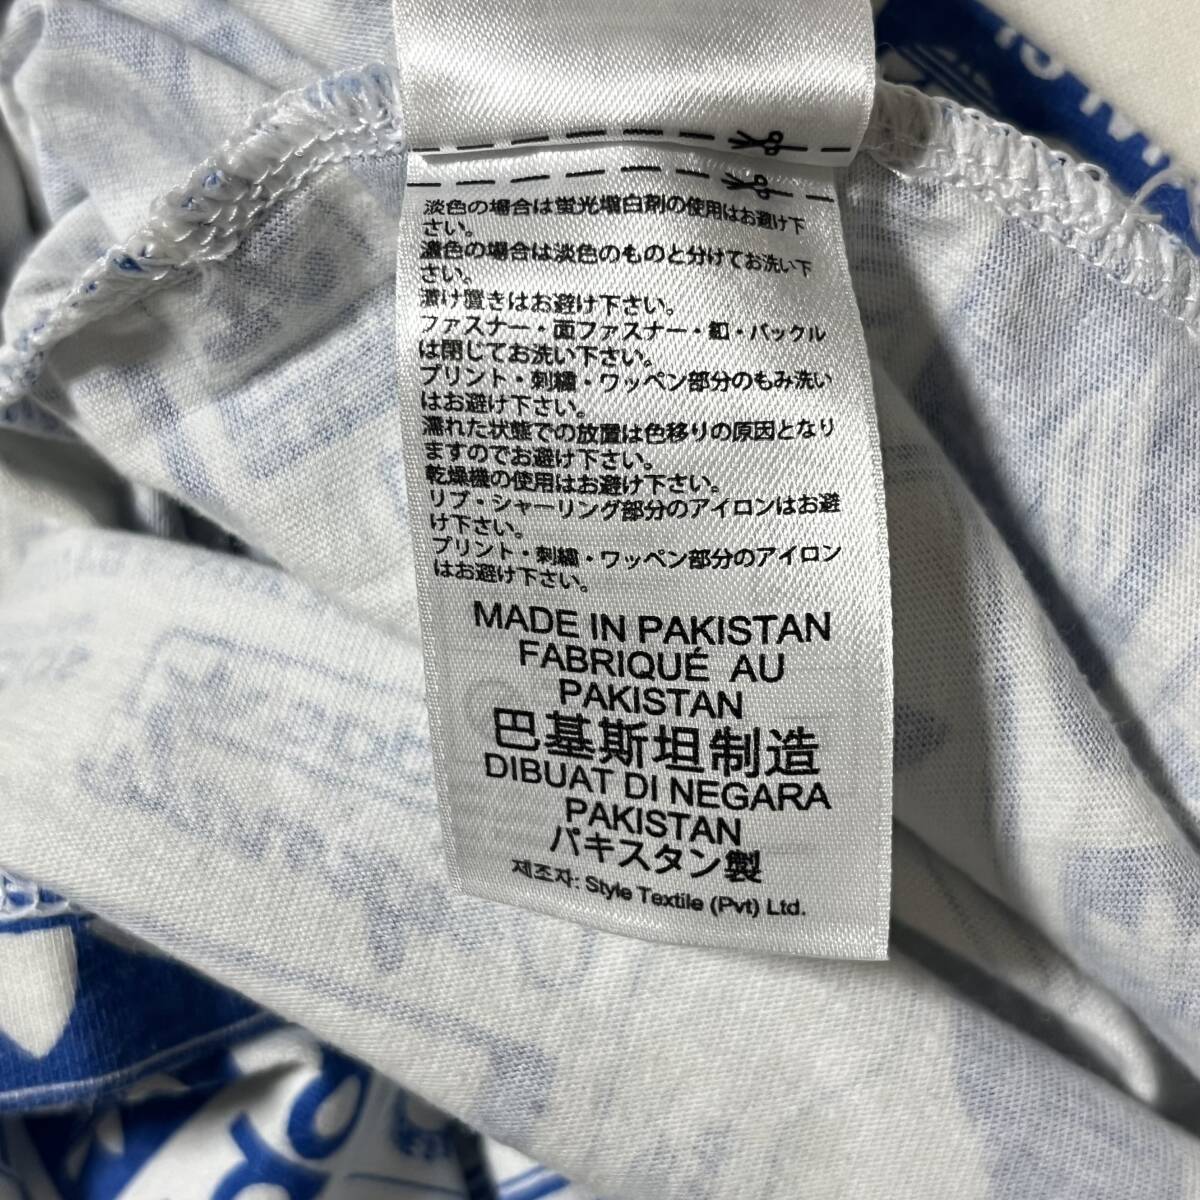 淡色の場合は蛍光増白剤の使用はお避け下
さい。
濃色の場合は淡色のものと分けてお洗い下
さい。
漬け置きはお避け下さい。
ファスナー・面ファスナー・釦・バックル
は閉じてお洗い下さい。
プリント・刺繍・ワッペン部分のもみ洗い
はお避け下さい。
濡れた状態での放置は色移りの原因となり
ますのでお避け下さい。
乾燥機の使用はお避け下さい。
リブ・シャーリング部分のアイロンはお避
け下さい。
プリント・刺繍・ワッペン部分のアイロン
はお避け下さい。
MADE IN PAKISTAN
FABRIQUÉ AU
PAKISTAN
巴基斯坦制造
DIBUAT DI NEGARA
PAKISTAN
パキスタン製
제조자: Style Textile (Pvt) Ltd.